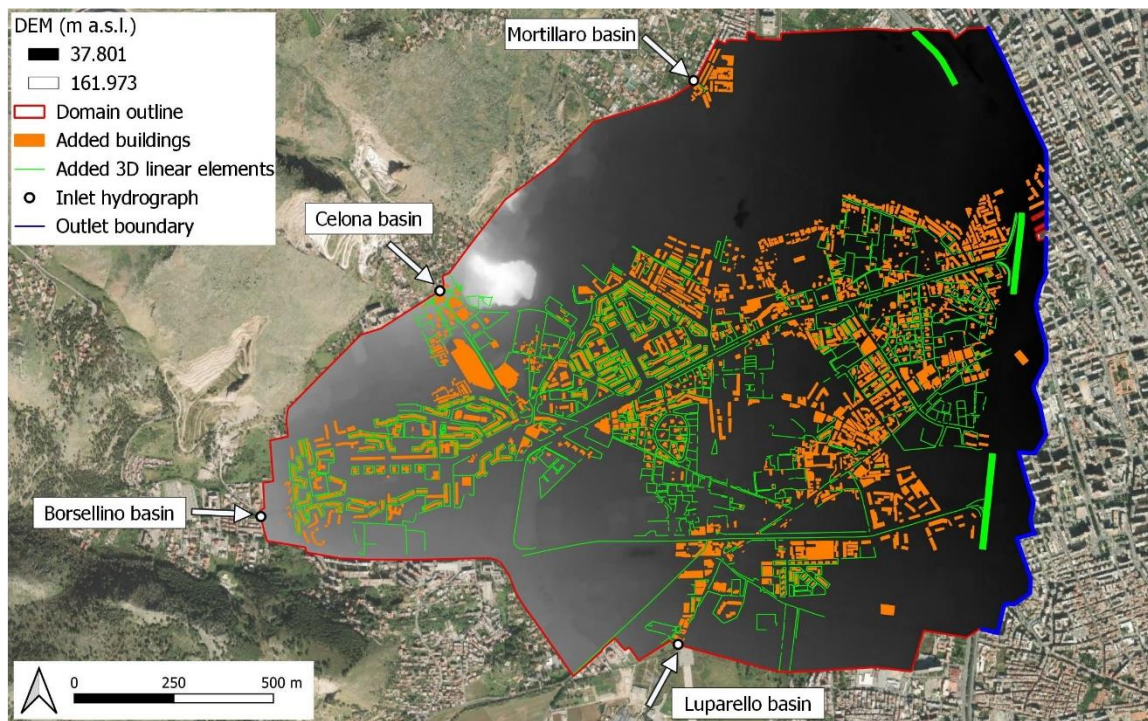 DEM (m a.s.l.)
37.801
161.973
Domain outline
Added buildings
Added 3D linear elements
Inlet hydrograph
Outlet boundary
Mortillaro basin
Celona basin
Borsellino basin
Luparello basin
0 250 500 m